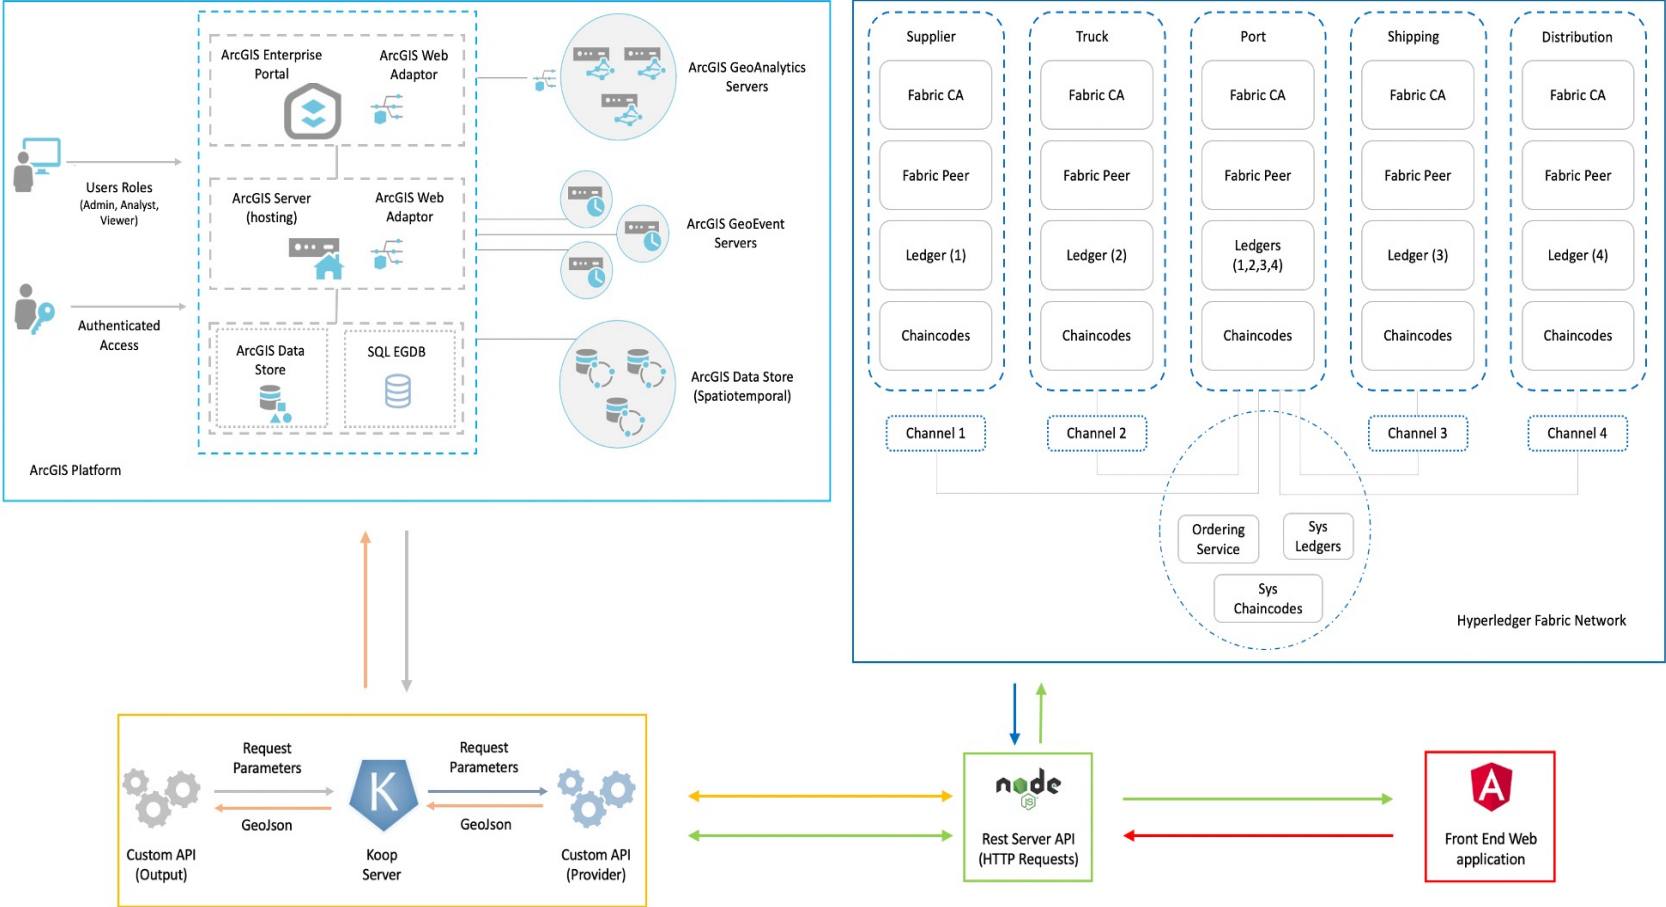 ArcGIS Enterprise
Portal
ArcGIS Web
Adaptor
ArcGIS GeoAnalytics
Servers
Users Roles
(Admin, Analyst,
Viewer)
ArcGIS Server
(hosting)
ArcGIS Web
Adaptor
ArcGIS GeoEvent
Servers
Authenticated
Access
ArcGIS Data
Store
SQL EGDB
ArcGIS Data Store
(Spatiotemporal)
ArcGIS Platform
Supplier
Fabric CA
Fabric Peer
Ledger (1)
Chaincodes
Channel 1
Truck
Fabric CA
Fabric Peer
Ledger (2)
Chaincodes
Channel 2
Port
Fabric CA
Fabric Peer
Ledgers
(1,2,3,4)
Chaincodes
Shipping
Fabric CA
Fabric Peer
Ledger (3)
Chaincodes
Channel 3
Distribution
Fabric CA
Fabric Peer
Ledger (4)
Chaincodes
Channel 4
Ordering
Service
Sys
Ledgers
Sys
Chaincodes
Hyperledger Fabric Network
Request
Parameters
GeoJson
Custom API
(Output)
K
Koop
Server
Request
Parameters
GeoJson
Custom API
(Provider)
node
JS
Rest Server API
(HTTP Requests)
A
Front End Web
application